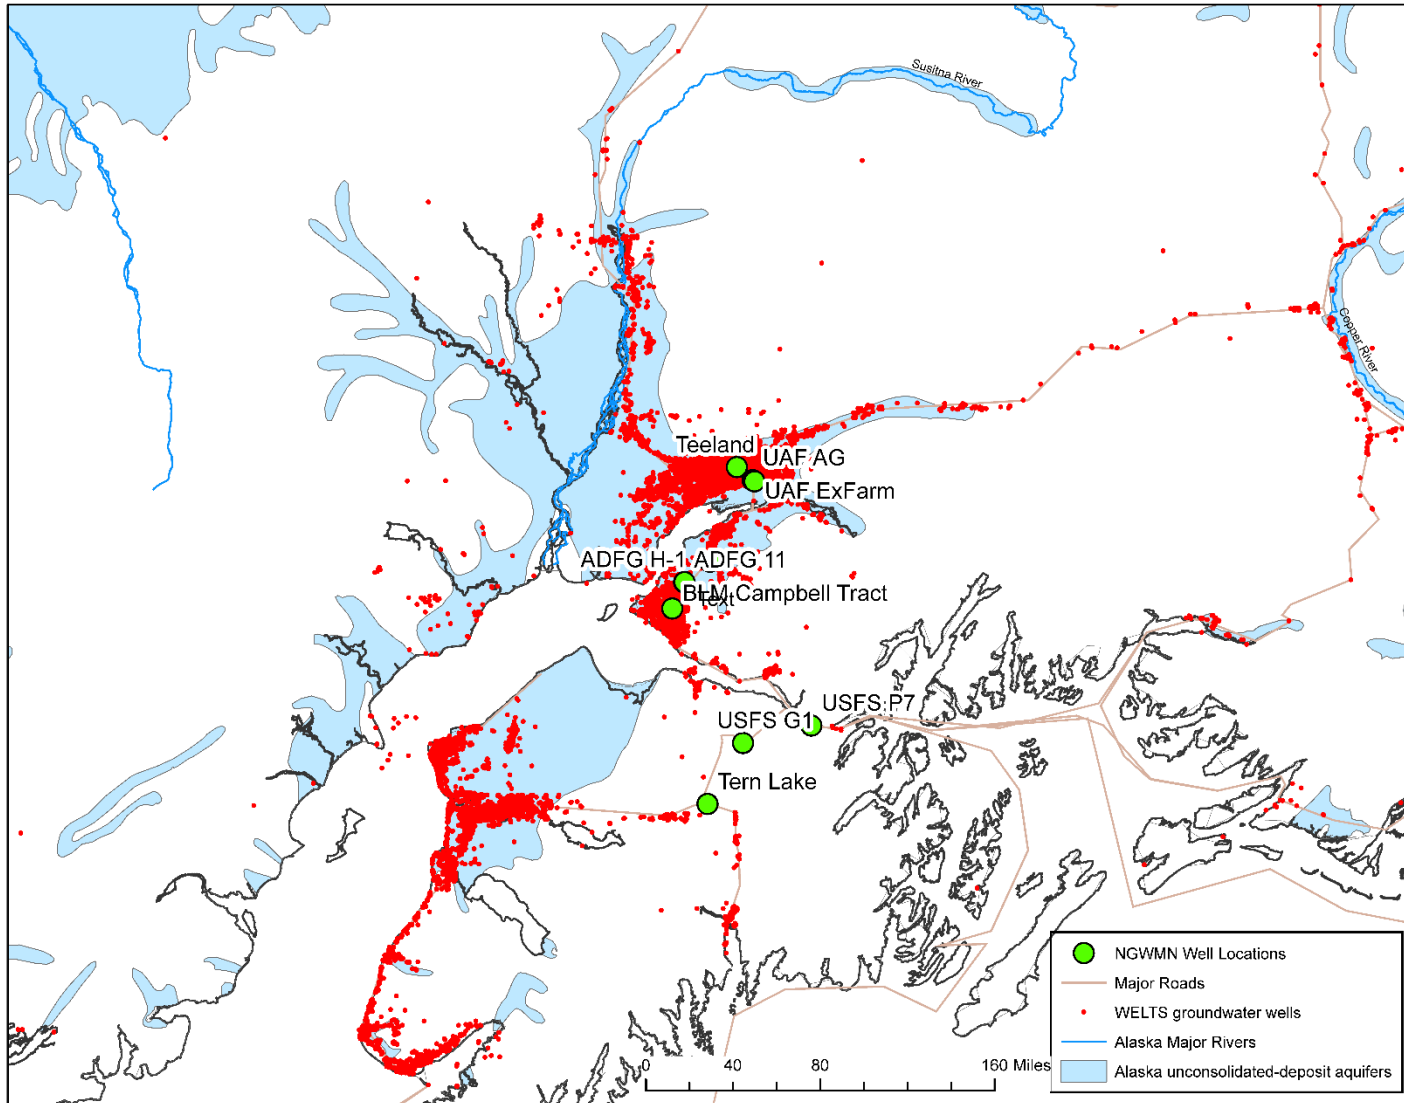 Susitna River
Copper River
Teeland
UAF AG
UAF ExFarm
ADFG H-1 ADFG 11
BLM Campbell Tract
Text
USFS P7
USFS G1
Tern Lake
NGWMN Well Locations
Major Roads
WELTS groundwater wells
Alaska Major Rivers
Alaska unconsolidated-deposit aquifers
0 40 80 160 Miles